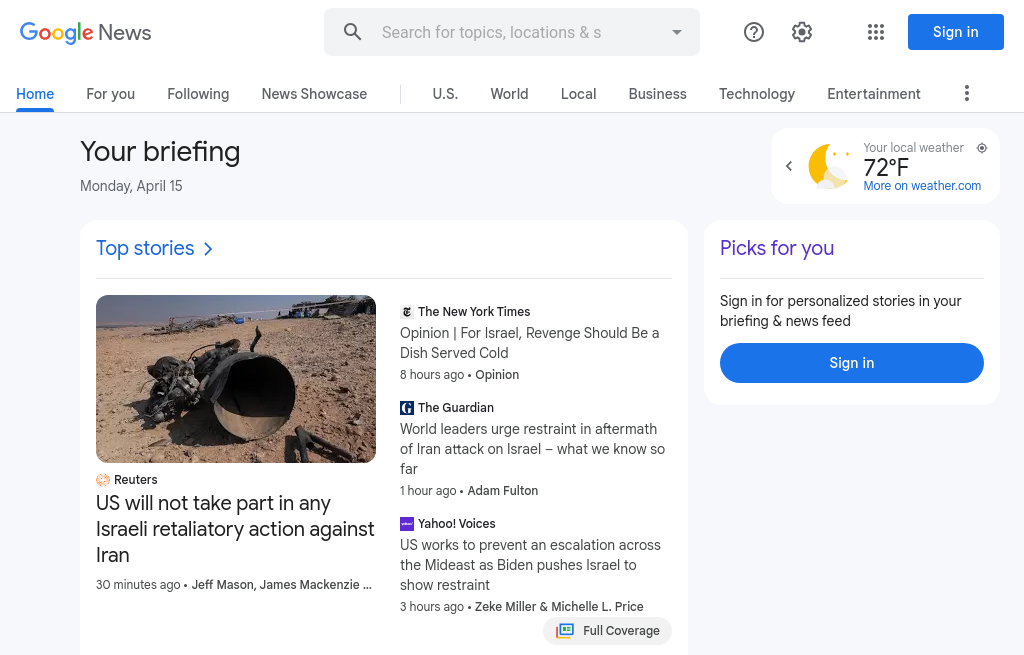 Google News
Search for topics, locations & s
Sign in
Home
For you
Following
News Showcase
U.S.
World
Local
Business
Technology
Entertainment
Your briefing
Monday, April 15
Your local weather
72°F
More on weather.com
Top stories
Reuters
US will not take part in any
Israeli retaliatory action against
Iran
30 minutes ago • Jeff Mason, James Mackenzie ...
The New York Times
Opinion | For Israel, Revenge Should Be a
Dish Served Cold
8 hours ago • Opinion
The Guardian
World leaders urge restraint in aftermath
of Iran attack on Israel – what we know so
far
1 hour ago • Adam Fulton
Yahoo! Voices
US works to prevent an escalation across
the Mideast as Biden pushes Israel to
show restraint
3 hours ago • Zeke Miller & Michelle L. Price
Full Coverage
Picks for you
Sign in for personalized stories in your
briefing & news feed
Sign in